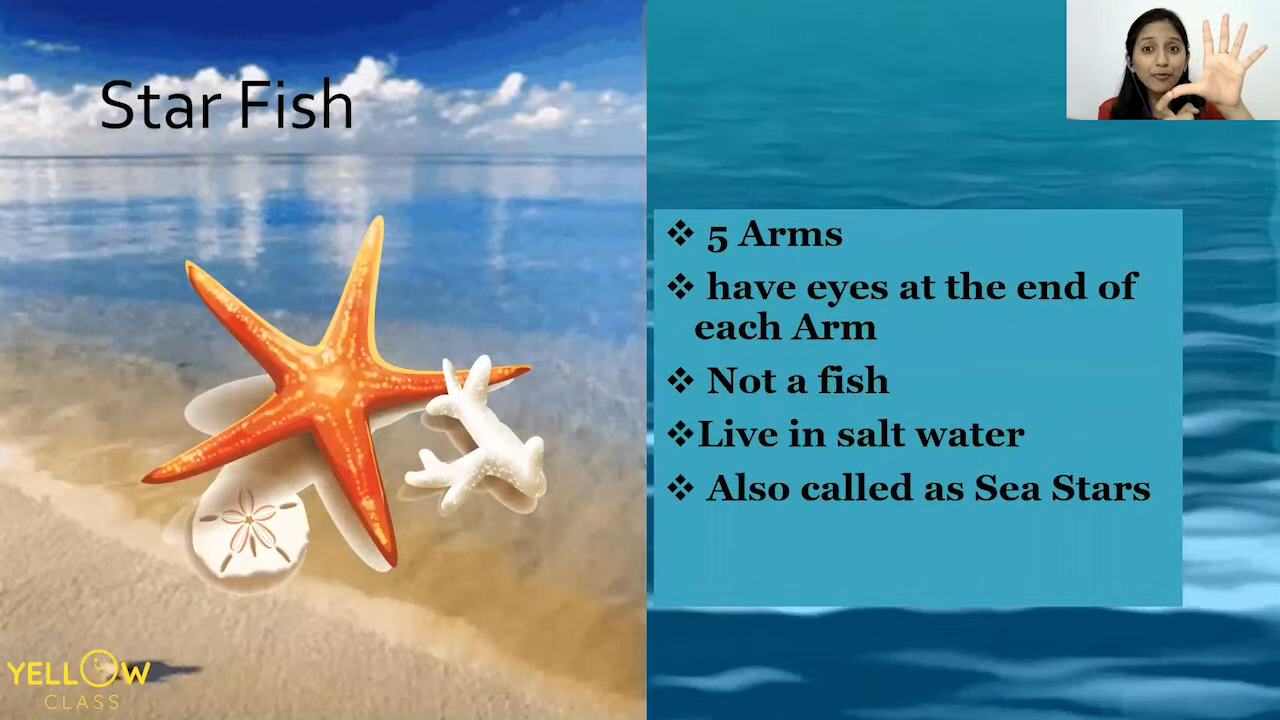 Star Fish
❖ 5 Arms
❖ have eyes at the end of
each Arm
❖ Not a fish
❖Live in salt water
❖ Also called as Sea Stars
YELLOW
CLASS